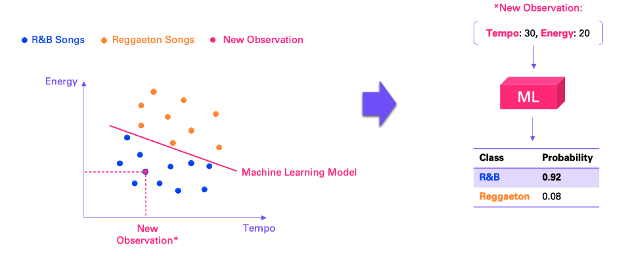 R&B Songs
Reggaeton Songs
New Observation
Energy
Machine Learning Model
New
Observation*
Tempo
*New Observation:
Tempo: 30, Energy: 20
ML
Class Probability
R&B 0.92
Reggaeton 0.08